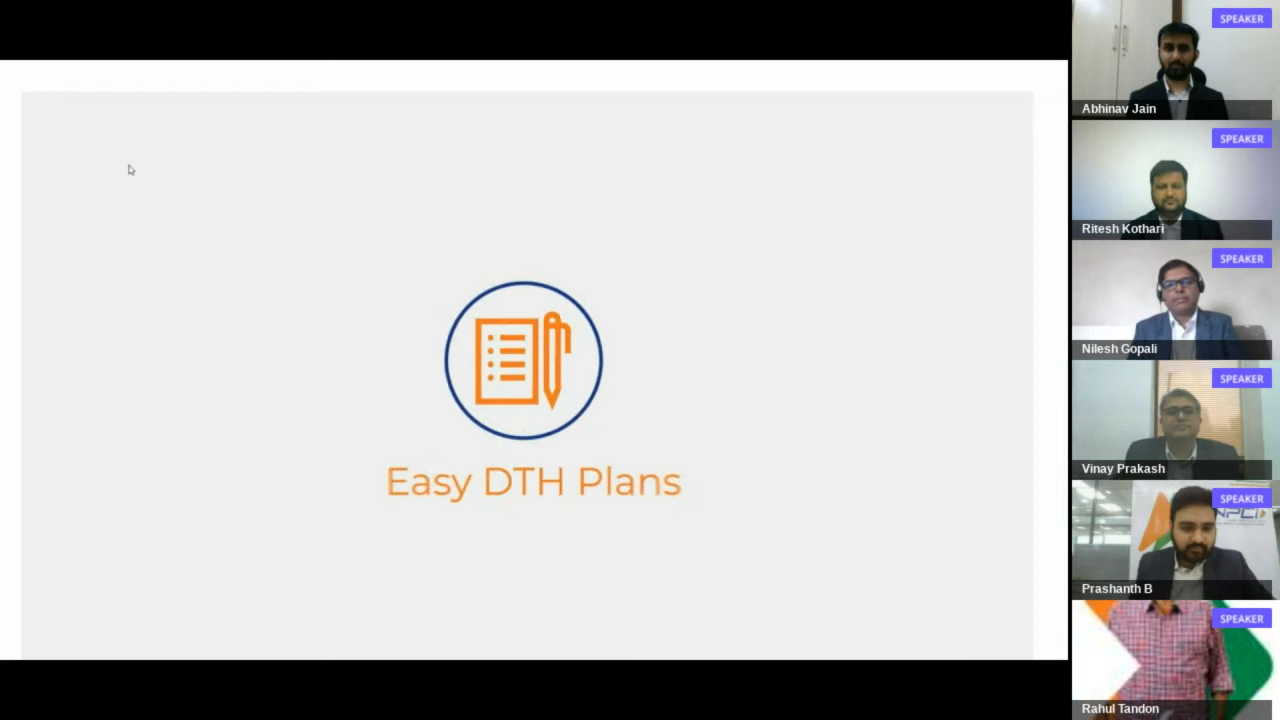 Easy DTH Plans
SPEAKER
Abhinav Jain
SPEAKER
Ritesh Kothari
SPEAKER
Nilesh Gopali
SPEAKER
Vinay Prakash
SPEAKER
NPCI
Prashanth B
SPEAKER
Rahul Tandon